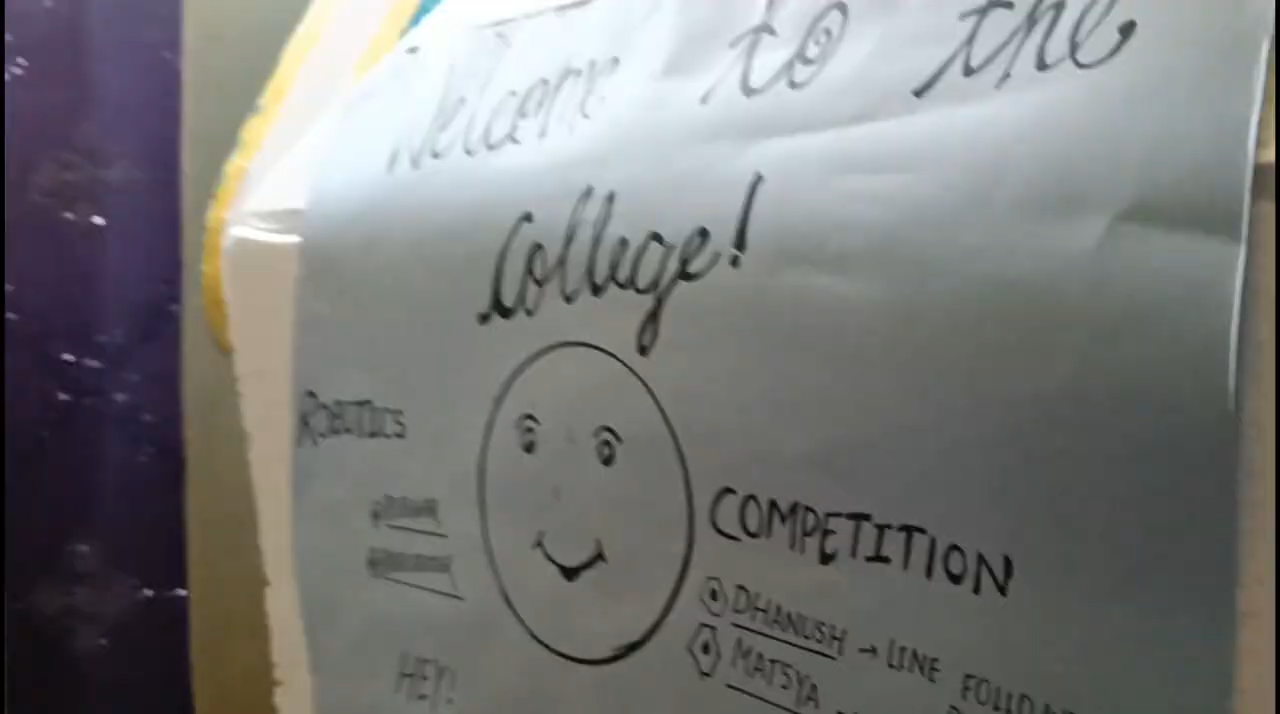 Welcome to the
College!
ROBOTICS
COMPETITION
DHANUSH → LINE
MATSYA
HEY!